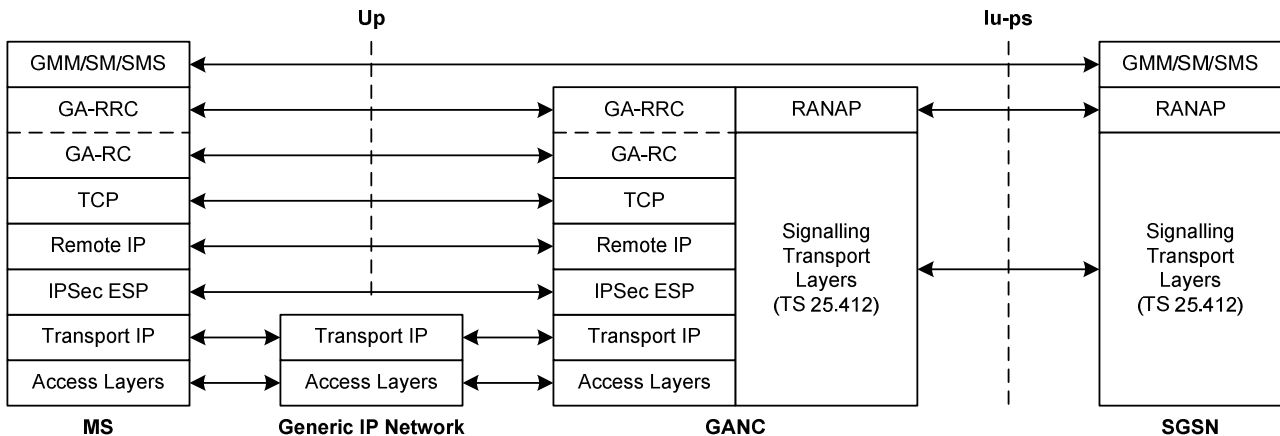 Up
Iu-ps
GMM/SM/SMS
GMM/SM/SMS
GA-RRC
GA-RRC
RANAP
RANAP
GA-RC
GA-RC
TCP
TCP
Remote IP
Remote IP
Signalling
Transport
Layers
(TS 25.412)
Signalling
Transport
Layers
(TS 25.412)
IPSec ESP
IPSec ESP
Transport IP
Transport IP
Transport IP
Access Layers
Access Layers
Access Layers
MS
Generic IP Network
GANC
SGSN